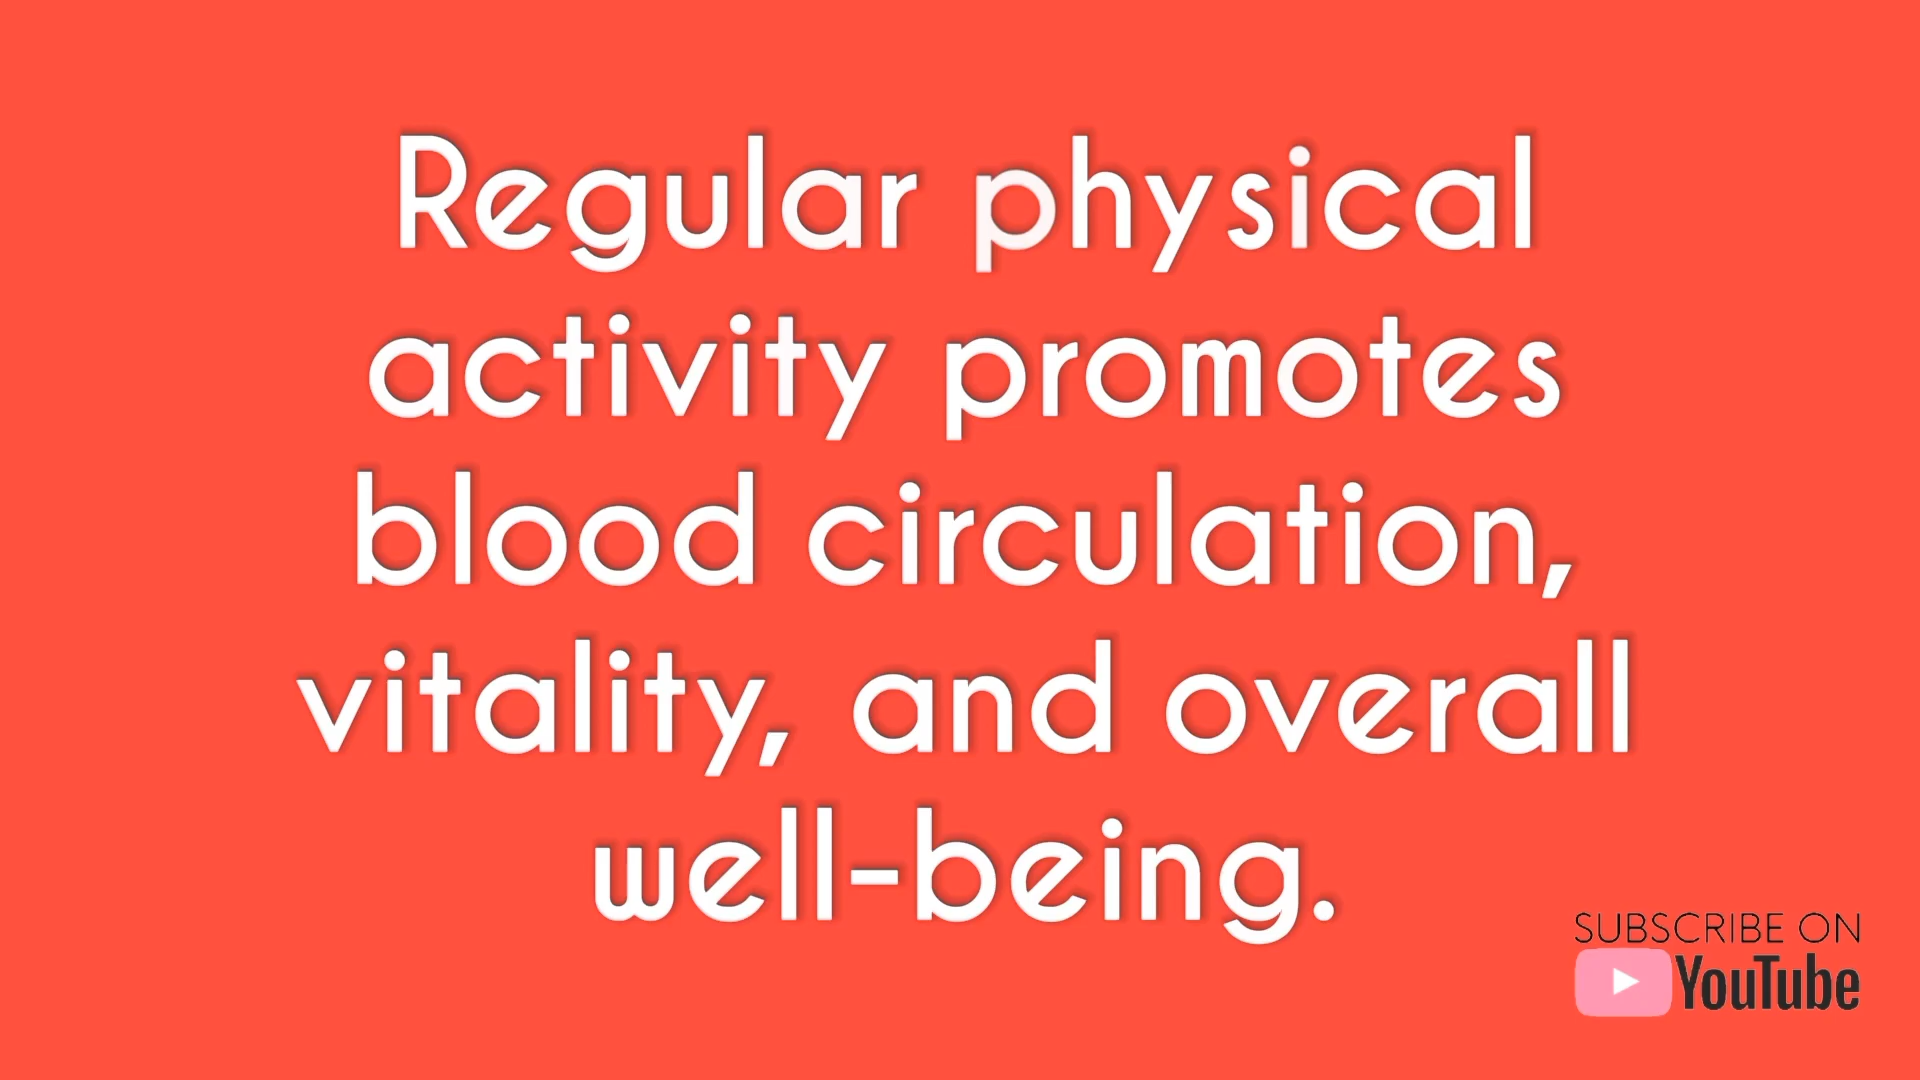 Regular physical
activity promotes
blood circulation,
vitality, and overall
well-being.
SUBSCRIBE ON
YouTube